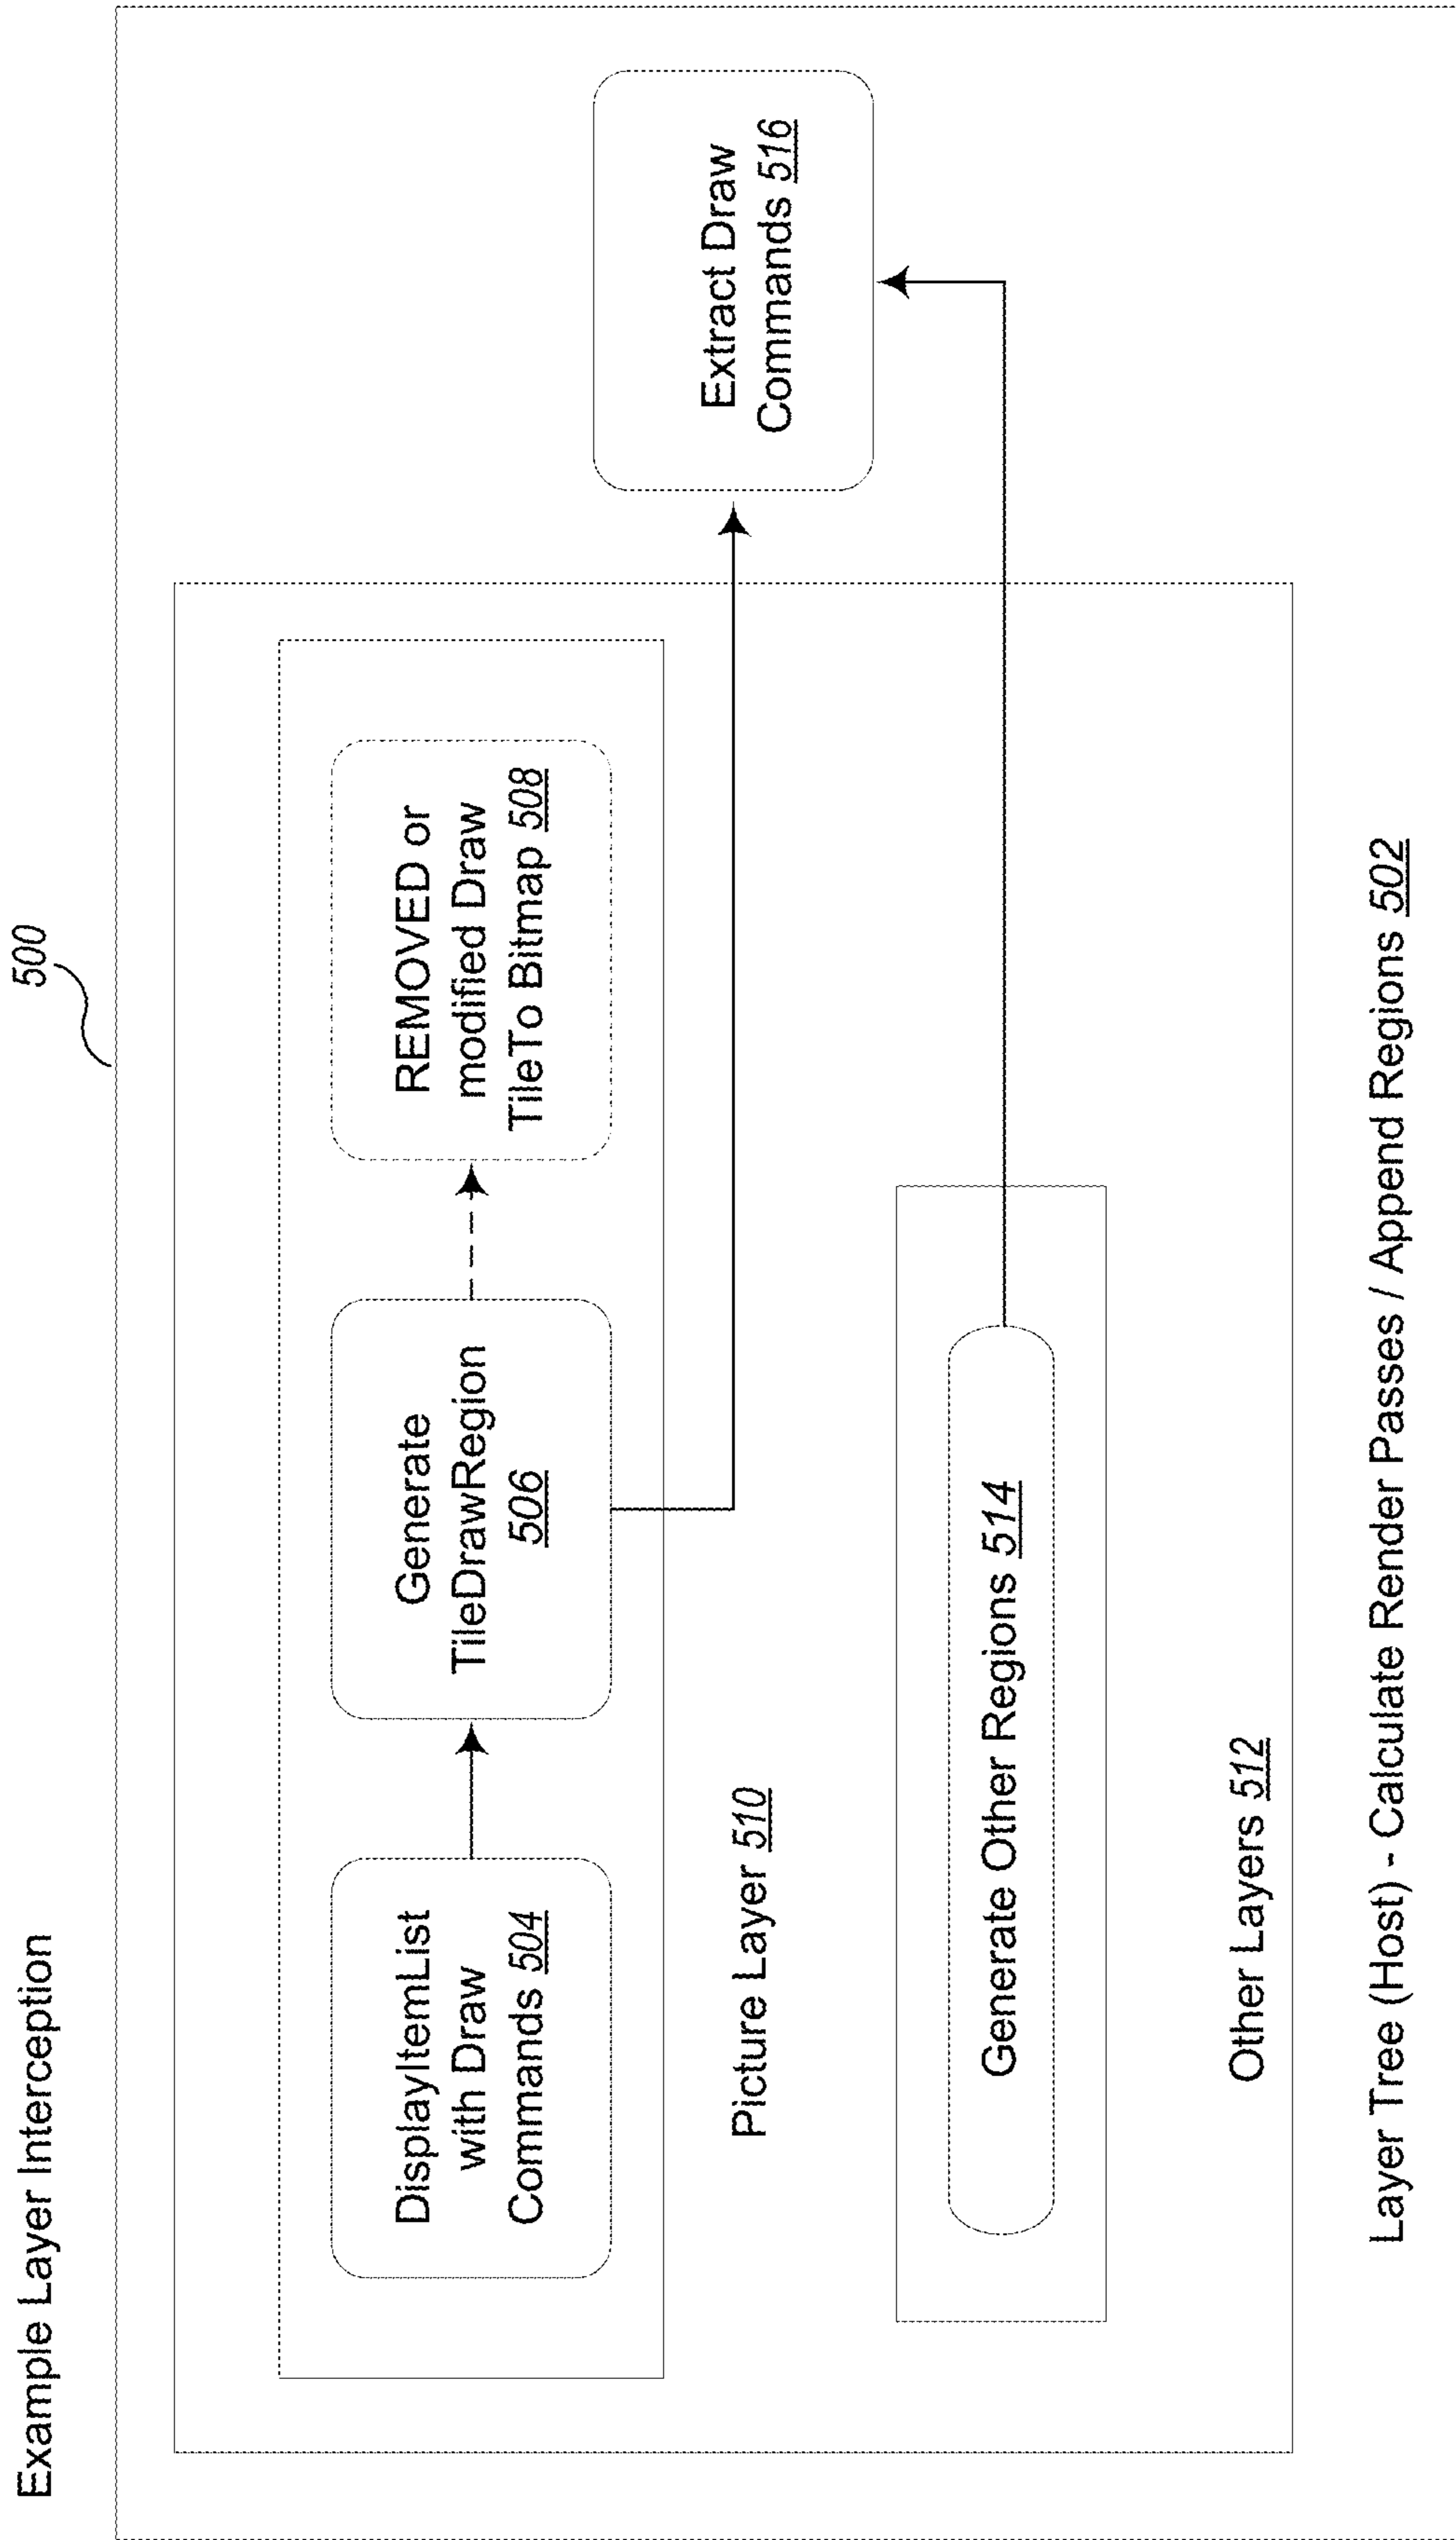 Example Layer Interception
500
DisplayItemList
with Draw
Commands 504
Generate
TileDrawRegion
506
REMOVED or
modified Draw
TileTo Bitmap 508
Picture Layer 510
Extract Draw
Commands 516
Generate Other Regions 514
Other Layers 512
Layer Tree (Host) - Calculate Render Passes / Append Regions 502